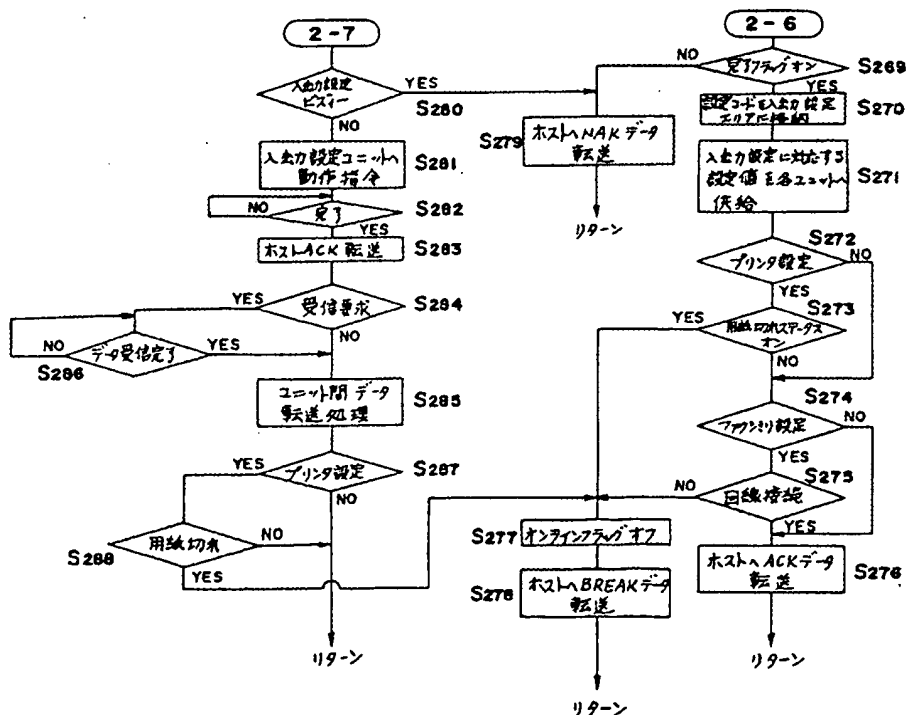 2-7
入出力設定
ビズィー
YES
S280
NO
入出力設定ユニットへ
動作指令
S281
NO
完了
S282
YES
ホストACK転送
S283
YES
受信要求
S284
NO
NO
データ受信完了
YES
S286
ユニット間データ
転送処理
S285
YES
プリンタ設定
S287
NO
S288
用紙切れ
NO
YES
リターン
2-6
NO
完了フラッグオン
S269
YES
設定コードを入出力設定
エリアに格納
S270
S279
ホストへNAKデータ
転送
リターン
入出力設定に対応する
設定値を各ユニットへ
供給
S271
S272
プリンタ設定
NO
YES
S273
YES
用紙切れステータス
オン
NO
S274
ファクシミリ設定
NO
YES
S275
NO
回線接続
YES
S277
オンラインフラッグオフ
S278
ホストへBREAKデータ
転送
リターン
ホストへACKデータ
転送
S276
リターン